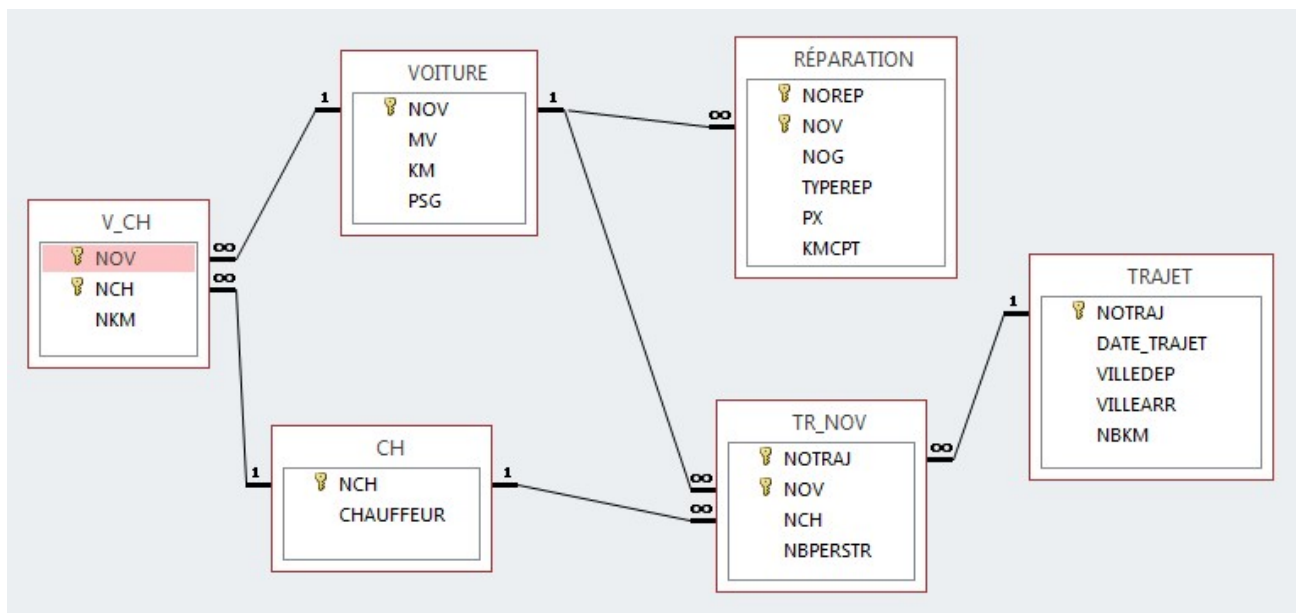 VOITURE
NOV
MV
KM
PSG
RÉPARATION
NOREP
NOV
NOG
TYPEREP
PX
KMCPT
V_CH
NOV
NCH
NKM
TRAJET
NOTRAJ
DATE_TRAJET
VILLEDEP
VILLEARR
NBKM
CH
NCH
CHAUFFEUR
TR_NOV
NOTRAJ
NOV
NCH
NBPERSTR
1
1
∞
∞
∞
1
1
1
∞
∞
∞